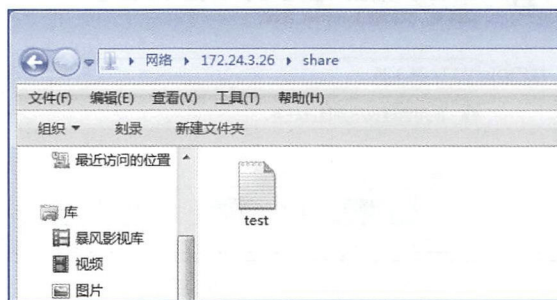 网络 172.24.3.26 share
文件(F) 编辑(E) 查看(V) 工具(T) 帮助(H)
组织 刻录 新建文件夹
最近访问的位置
库
暴风影视库
视频
图片
test